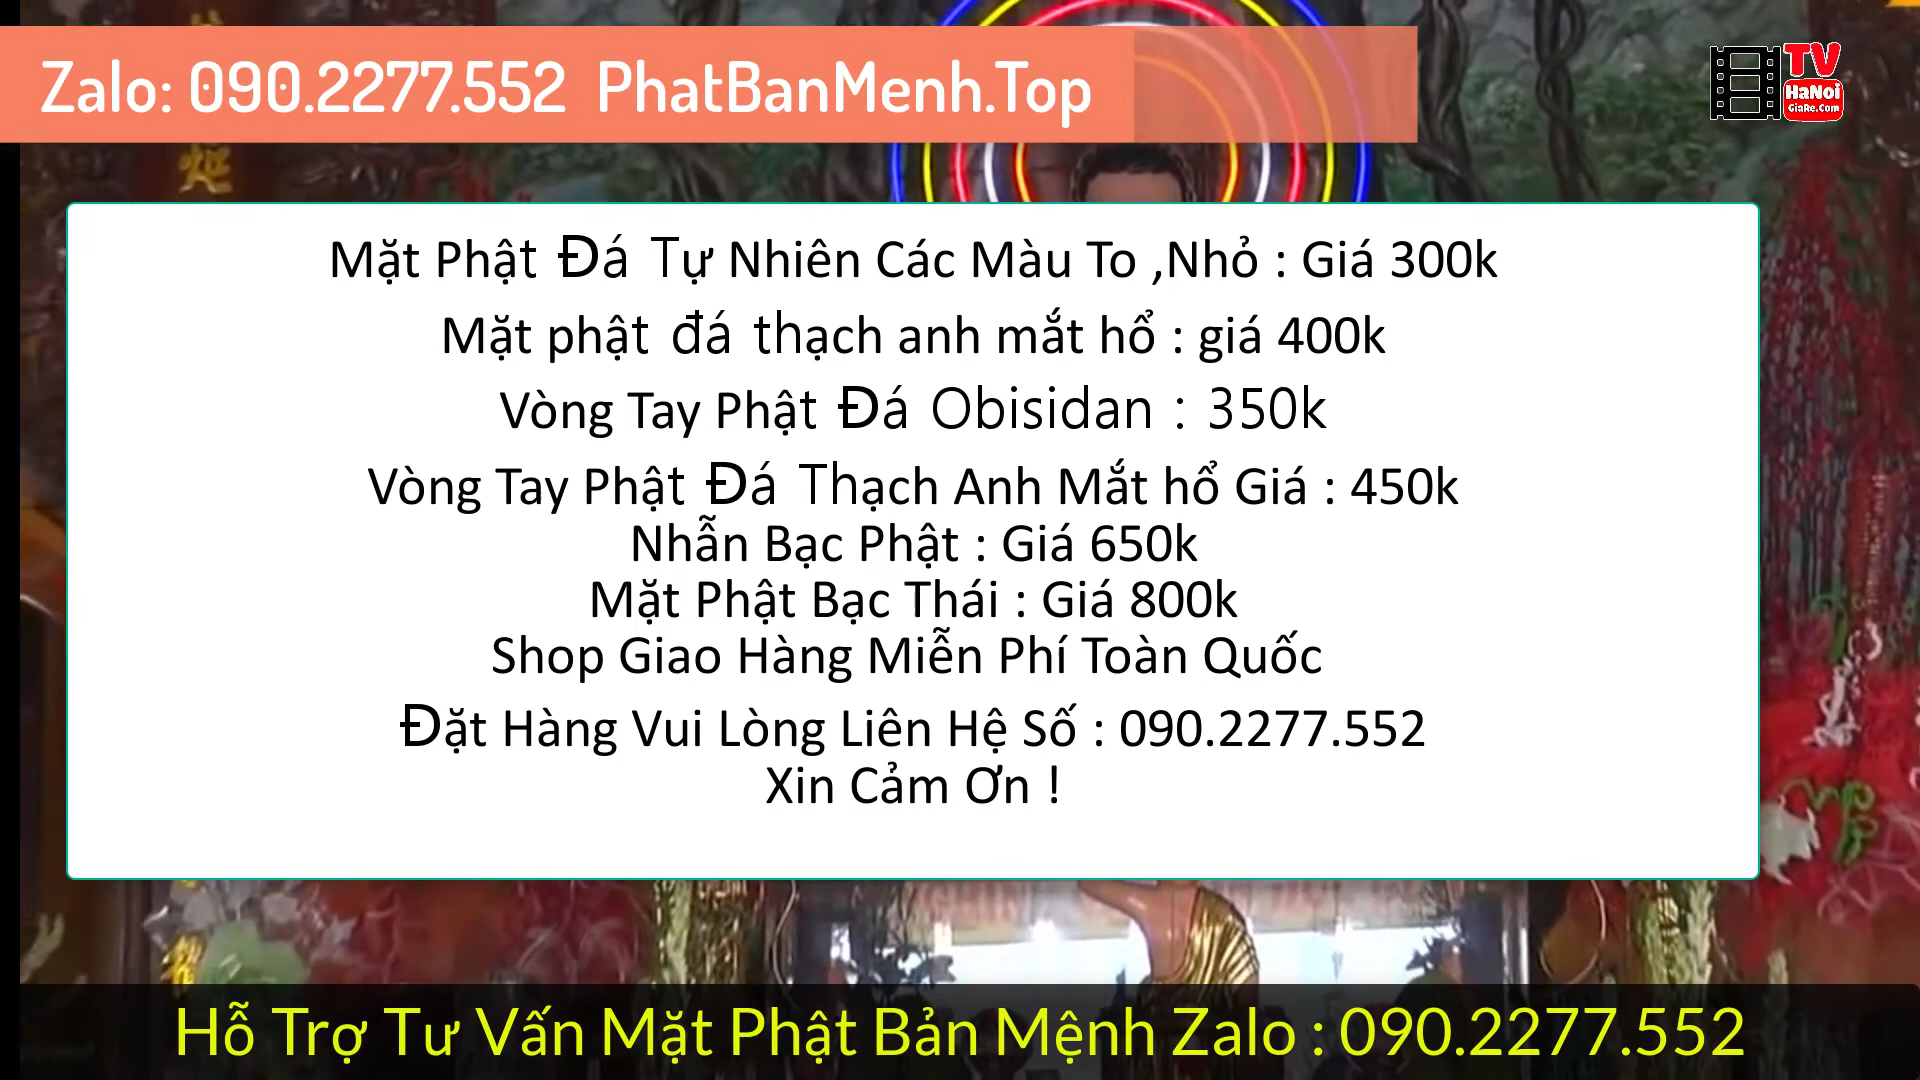 Zalo: 090.2277.552 PhatBanMenh.Top
TV
HaNoi
GiaRe.Com
Mặt Phật Đá Tự Nhiên Các Màu To ,Nhỏ : Giá 300k
Mặt phật đá thạch anh mắt hổ : giá 400k
Vòng Tay Phật Đá Obisidan : 350k
Vòng Tay Phật Đá Thạch Anh Mắt hổ Giá : 450k
Nhẫn Bạc Phật : Giá 650k
Mặt Phật Bạc Thái : Giá 800k
Shop Giao Hàng Miễn Phí Toàn Quốc
Đặt Hàng Vui Lòng Liên Hệ Số : 090.2277.552
Xin Cảm Ơn !
Hỗ Trợ Tư Vấn Mặt Phật Bản Mệnh Zalo : 090.2277.552